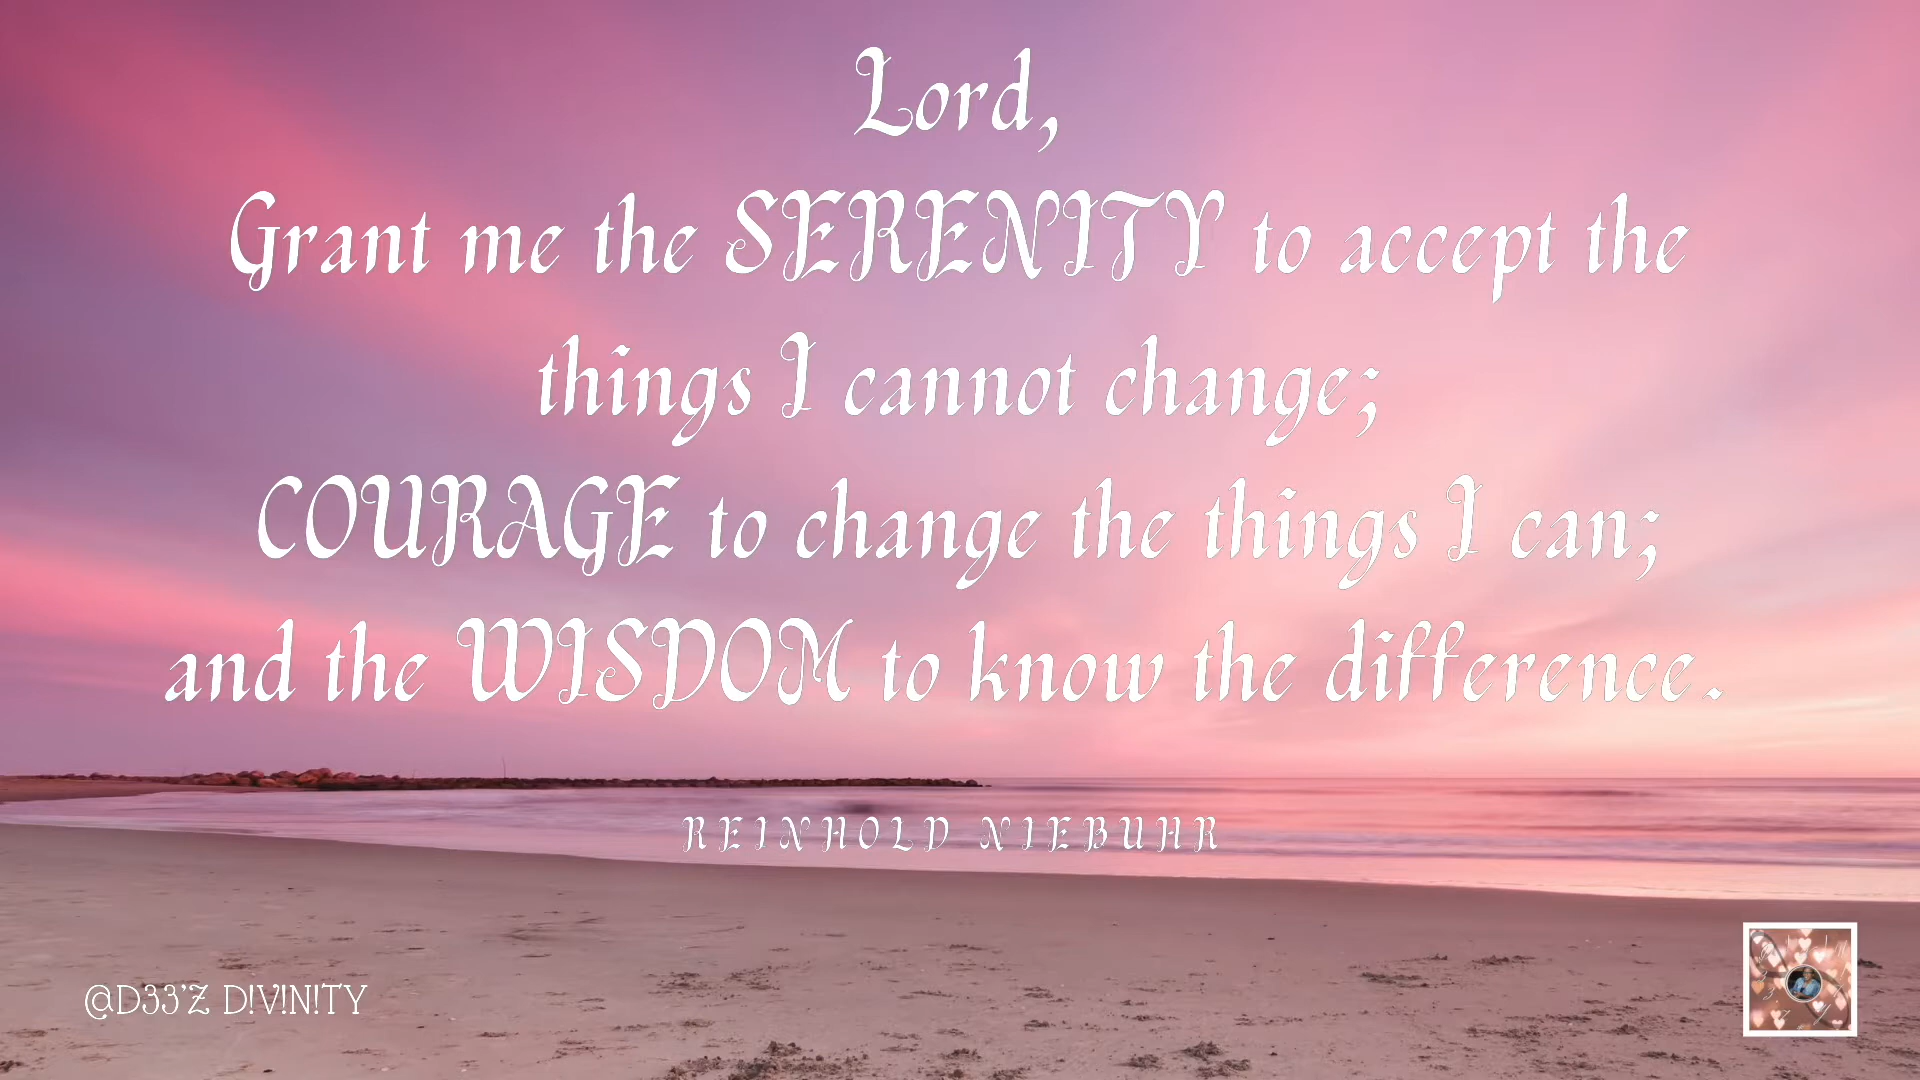 Lord,
Grant me the SERENITY to accept the
things I cannot change;
COURAGE to change the things I can;
and the WISDOM to know the difference.
REINHOLD NIEBUHR
@D33'Z D!V!N!TY